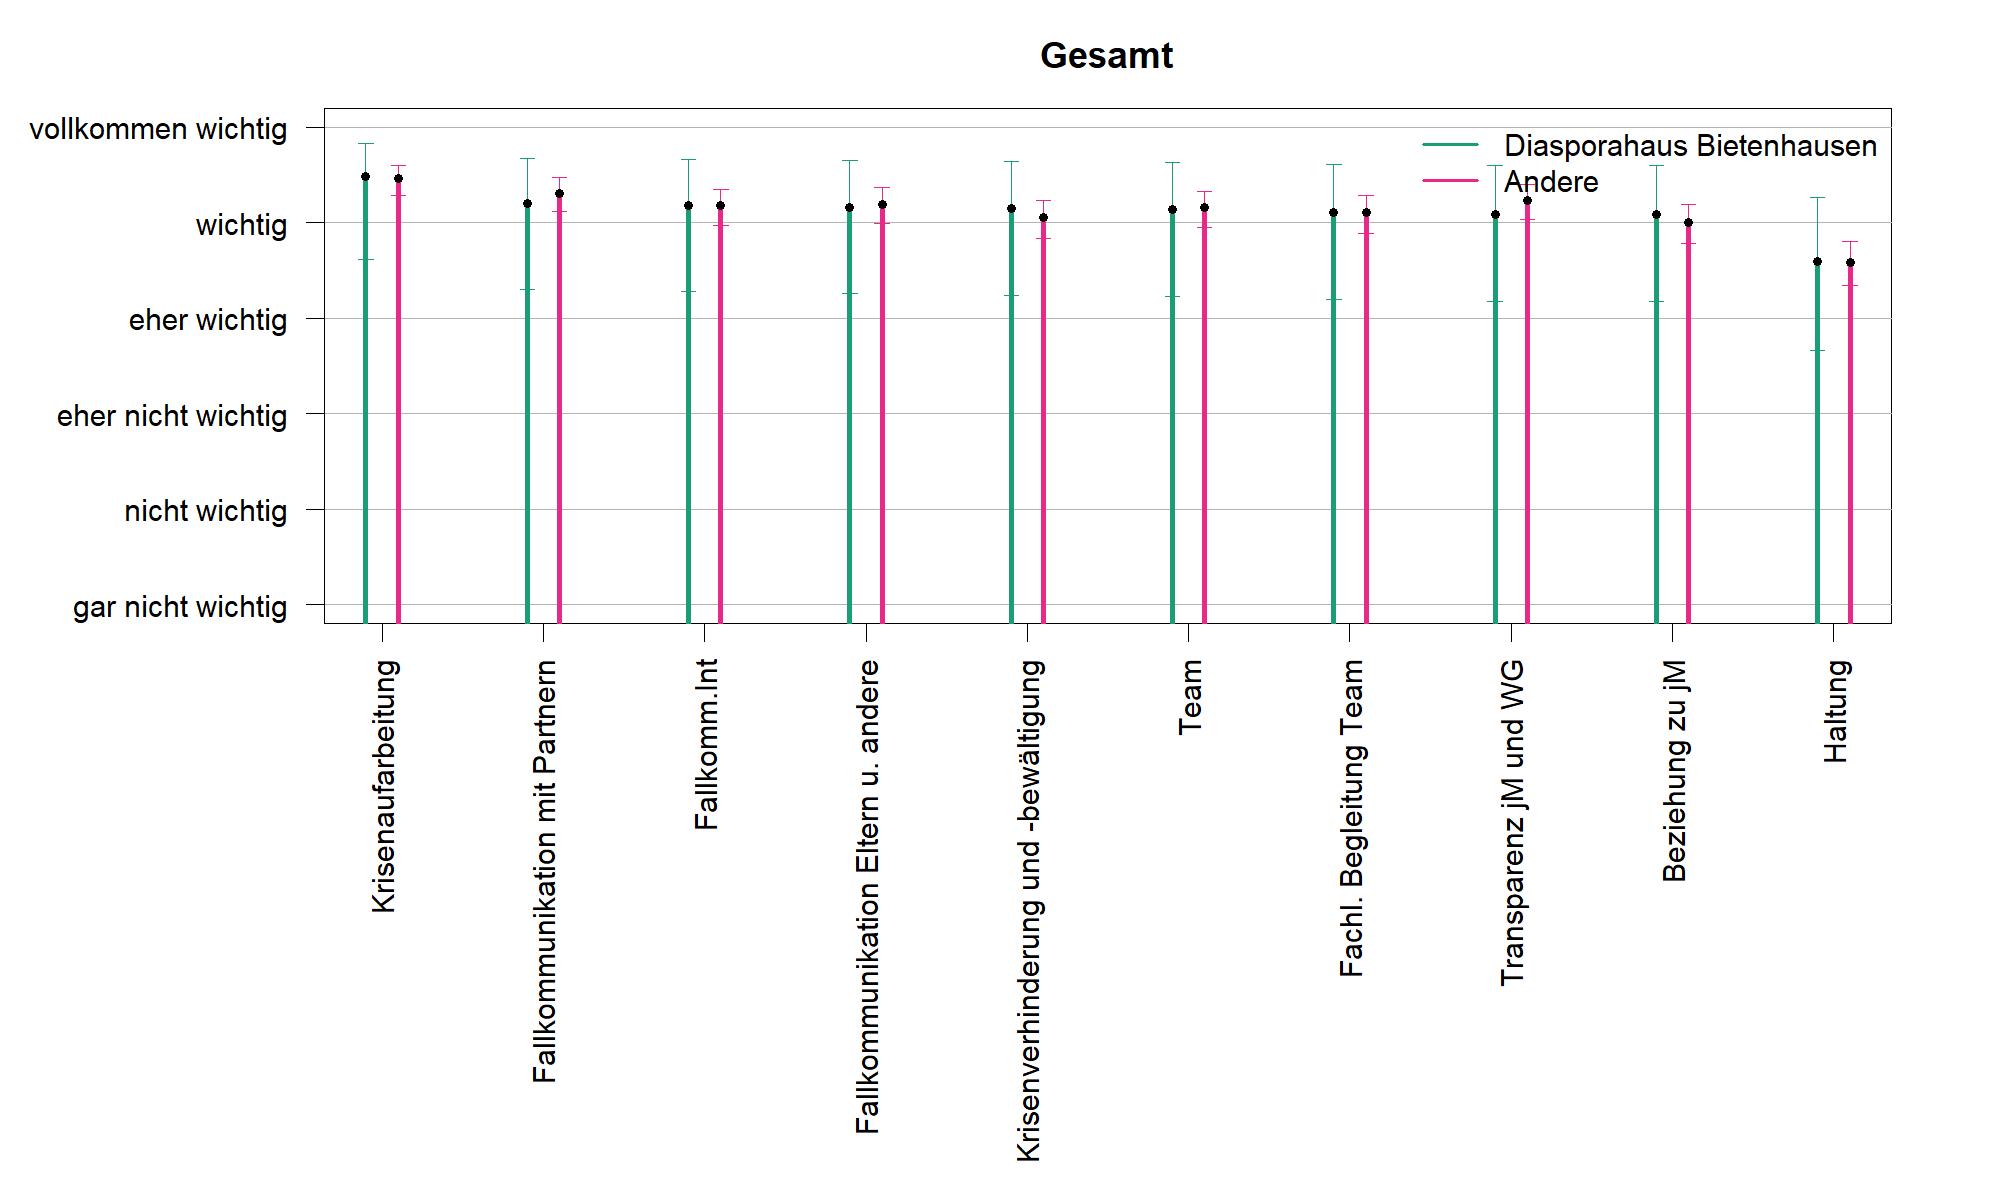 Gesamt
vollkommen wichtig
wichtig
eher wichtig
eher nicht wichtig
nicht wichtig
gar nicht wichtig
Diasporahaus Bietenhausen
Andere
Krisenaufarbeitung
Fallkommunikation mit Partnern
Fallkomm.Int
Fallkommunikation Eltern u. andere
Krisenverhinderung und -bewältigung
Team
Fachl. Begleitung Team
Transparenz jM und WG
Beziehung zu jM
Haltung